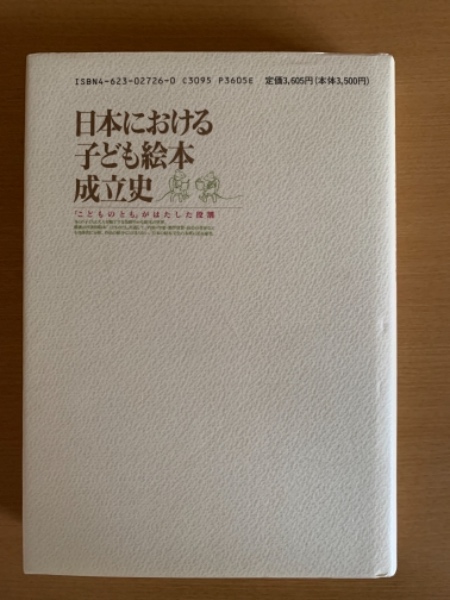 ISBN4-623-02726-0 C3095 P3605E 定価3,605円(本体3,500円)
日本における
子ども絵本
成立史
「こどものとも」がはたした役割